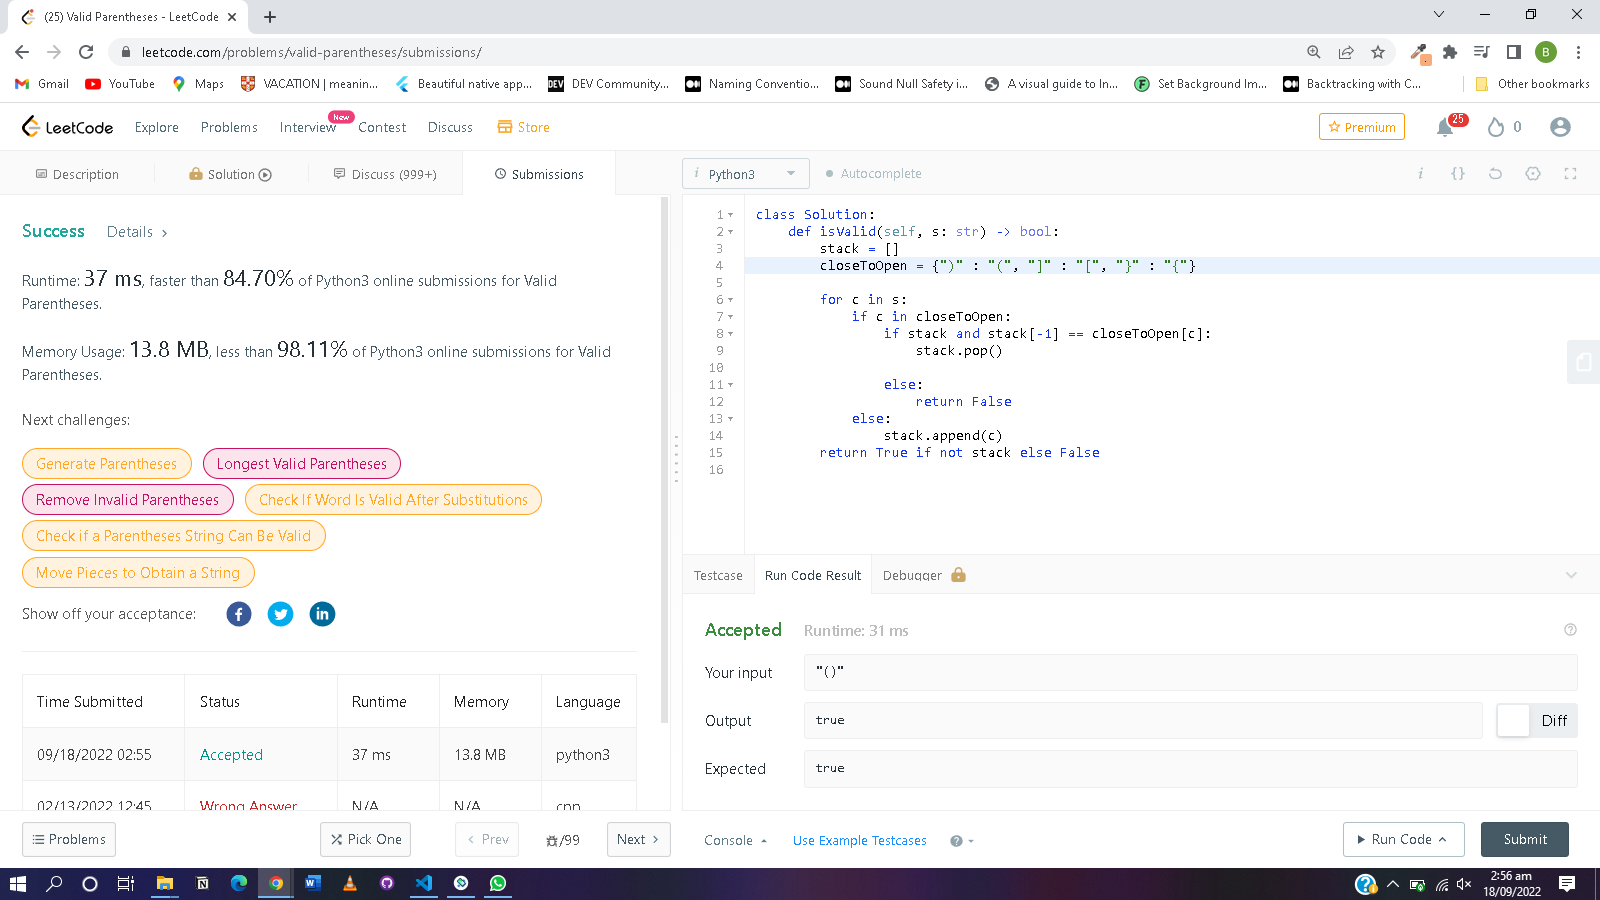 (25) Valid Parentheses - LeetCode
leetcode.com/problems/valid-parentheses/submissions/
B
Gmail YouTube Maps VACATION | meanin... Beautiful native app... DEV Community... Naming Conventio... Sound Null Safety i... A visual guide to In... Set Background Im... Backtracking with C... Other bookmarks
LeetCode Explore Problems Interview New Contest Discuss Store Premium 25 0
Description Solution Discuss (999+) Submissions
i Python3 Autocomplete i {}
Success Details >
Runtime: 37 ms, faster than 84.70% of Python3 online submissions for Valid
Parentheses.
Memory Usage: 13.8 MB, less than 98.11% of Python3 online submissions for Valid
Parentheses.
Next challenges:
Generate Parentheses Longest Valid Parentheses
Remove Invalid Parentheses Check If Word Is Valid After Substitutions
Check if a Parentheses String Can Be Valid
Move Pieces to Obtain a String
Show off your acceptance:
Time Submitted Status Runtime Memory Language
09/18/2022 02:55 Accepted 37 ms 13.8 MB python3
02/13/2022 12:45 Wrong Answer N/A N/A cpp
Problems Pick One < Prev /99 Next >
1 class Solution:
2 def isValid(self, s: str) -> bool:
3 stack = []
4 closeToOpen = {")" : "(", "]" : "[", "}" : "{"}
5
6 for c in s:
7 if c in closeToOpen:
8 if stack and stack[-1] == closeToOpen[c]:
9 stack.pop()
10
11 else:
12 return False
13 else:
14 stack.append(c)
15 return True if not stack else False
16
Testcase Run Code Result Debugger
Accepted Runtime: 31 ms
Your input "()"
Output true Diff
Expected true
Console Use Example Testcases Run Code Submit
2:56 am
18/09/2022